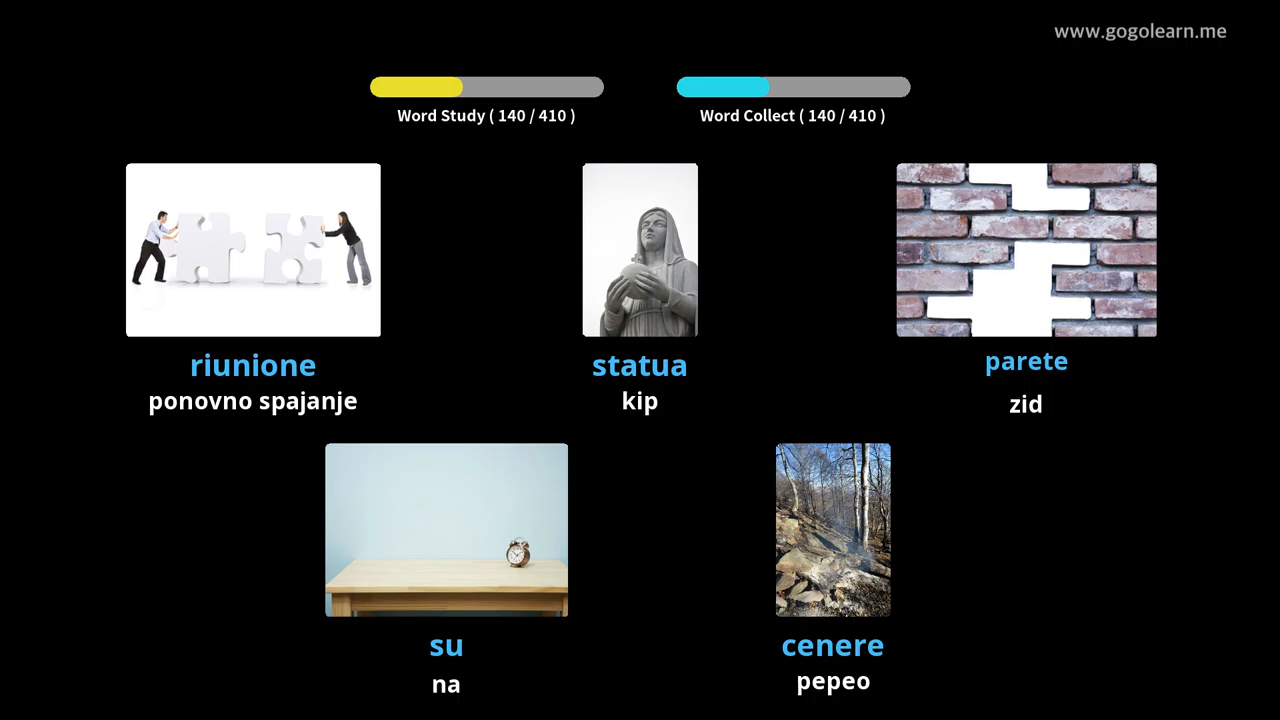 www.gogolearn.me
Word Study ( 140 / 410 )
Word Collect ( 140 / 410 )
riunione
ponovno spajanje
statua
kip
parete
zid
su
na
cenere
pepeo